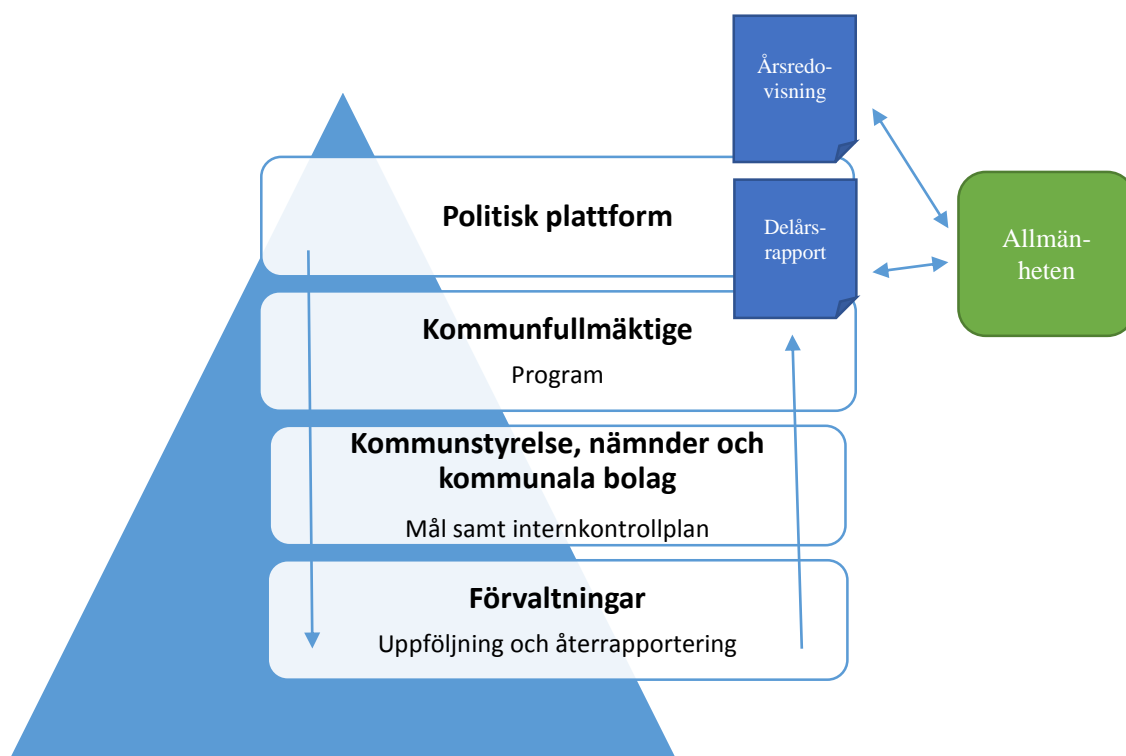 Årsredo-
visning
Politisk plattform
Delårs-
rapport
Allmän-
heten
Kommunfullmäktige
Program
Kommunstyrelse, nämnder och
kommunala bolag
Mål samt internkontrollplan
Förvaltningar
Uppföljning och återrapportering